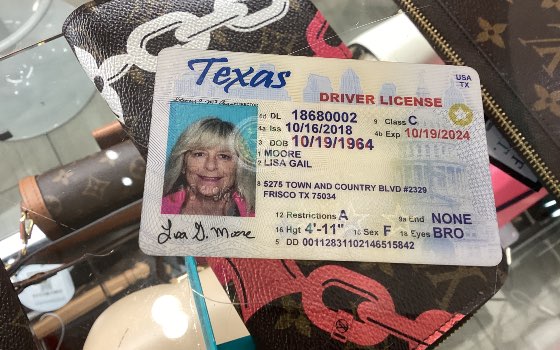 Texas
USA
TX
DRIVER LICENSE
4d DL 18680002 9 Class C
4a Iss 10/16/2018 4b Exp 10/19/2024
3 DOB 10/19/1964
1 MOORE
2 LISA GAIL
8 5275 TOWN AND COUNTRY BLVD #2329
FRISCO TX 75034
12 Restrictions A 9a End NONE
16 Hgt 4'-11" 15 Sex F 18 Eyes BRO
5 DD 00112831102146515842
Lisa G. Moore